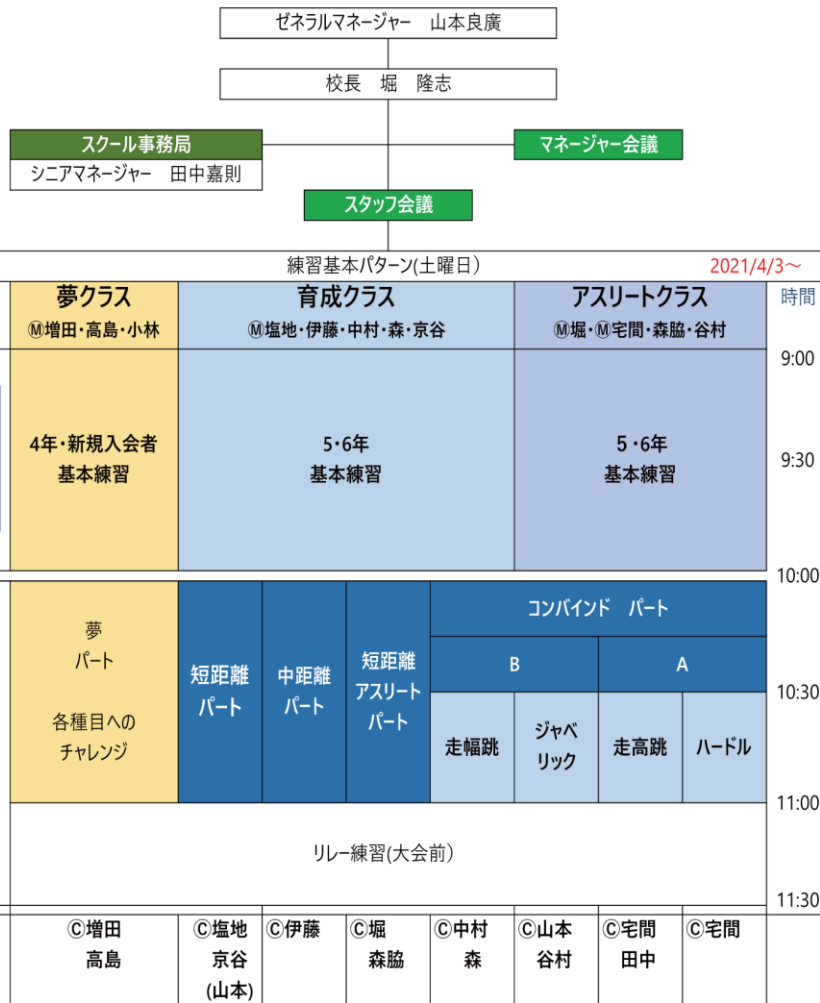 ゼネラルマネージャー　山本良廣
校長　堀　隆志
スクール事務局
マネージャー会議
シニアマネージャー　田中嘉則
スタッフ会議
練習基本パターン(土曜日)
2021/4/3～
夢クラス
育成クラス
アスリートクラス
時間
Ⓜ増田・高島・小林
Ⓜ塩地・伊藤・中村・森・京谷
Ⓜ堀・Ⓜ宅間・森脇・谷村
9:00
4年・新規入会者
基本練習
5・6年
基本練習
5・6年
基本練習
9:30
10:00
夢
パート
各種目への
チャレンジ
短距離
パート
中距離
パート
短距離
アスリート
パート
コンバインド　パート
B
A
10:30
走幅跳
ジャベ
リック
走高跳
ハードル
11:00
リレー練習(大会前)
11:30
Ⓒ増田
高島
Ⓒ塩地
京谷
(山本)
Ⓒ伊藤
Ⓒ堀
森脇
Ⓒ中村
森
Ⓒ山本
谷村
Ⓒ宅間
田中
Ⓒ宅間